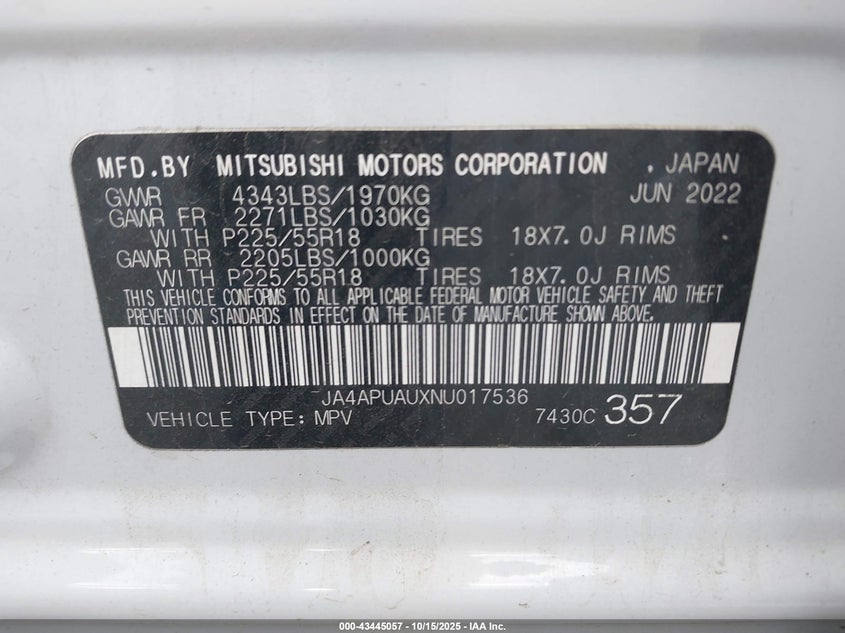 MFD.BY MITSUBISHI MOTORS CORPORATION . JAPAN
GVWR 4343LBS/1970KG JUN 2022
GAWR FR 2271LBS/1030KG
WITH P225/55R18 TIRES 18X7.0J RIMS
GAWR RR 2205LBS/1000KG
WITH P225/55R18 TIRES 18X7.0J RIMS
THIS VEHICLE CONFORMS TO ALL APPLICABLE FEDERAL MOTOR VEHICLE SAFETY AND THEFT
PREVENTION STANDARDS IN EFFECT ON THE DATE OF MANUFACTURE SHOWN ABOVE.
JA4APUAUXNU017536
VEHICLE TYPE: MPV 7430C 357
000-43445057 - 10/15/2025 - IAA Inc.